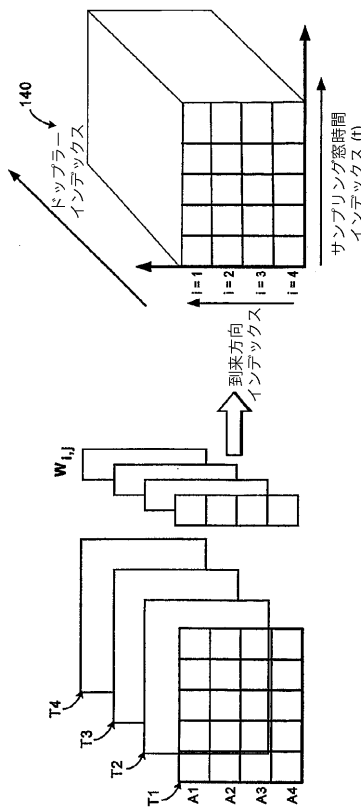 T1
T2
T3
T4
A1
A2
A3
A4
Wi,j
到来方向
インデックス
i = 1
i = 2
i = 3
i = 4
ドップラー
インデックス
140
サンプリング窓時間
インデックス (t)